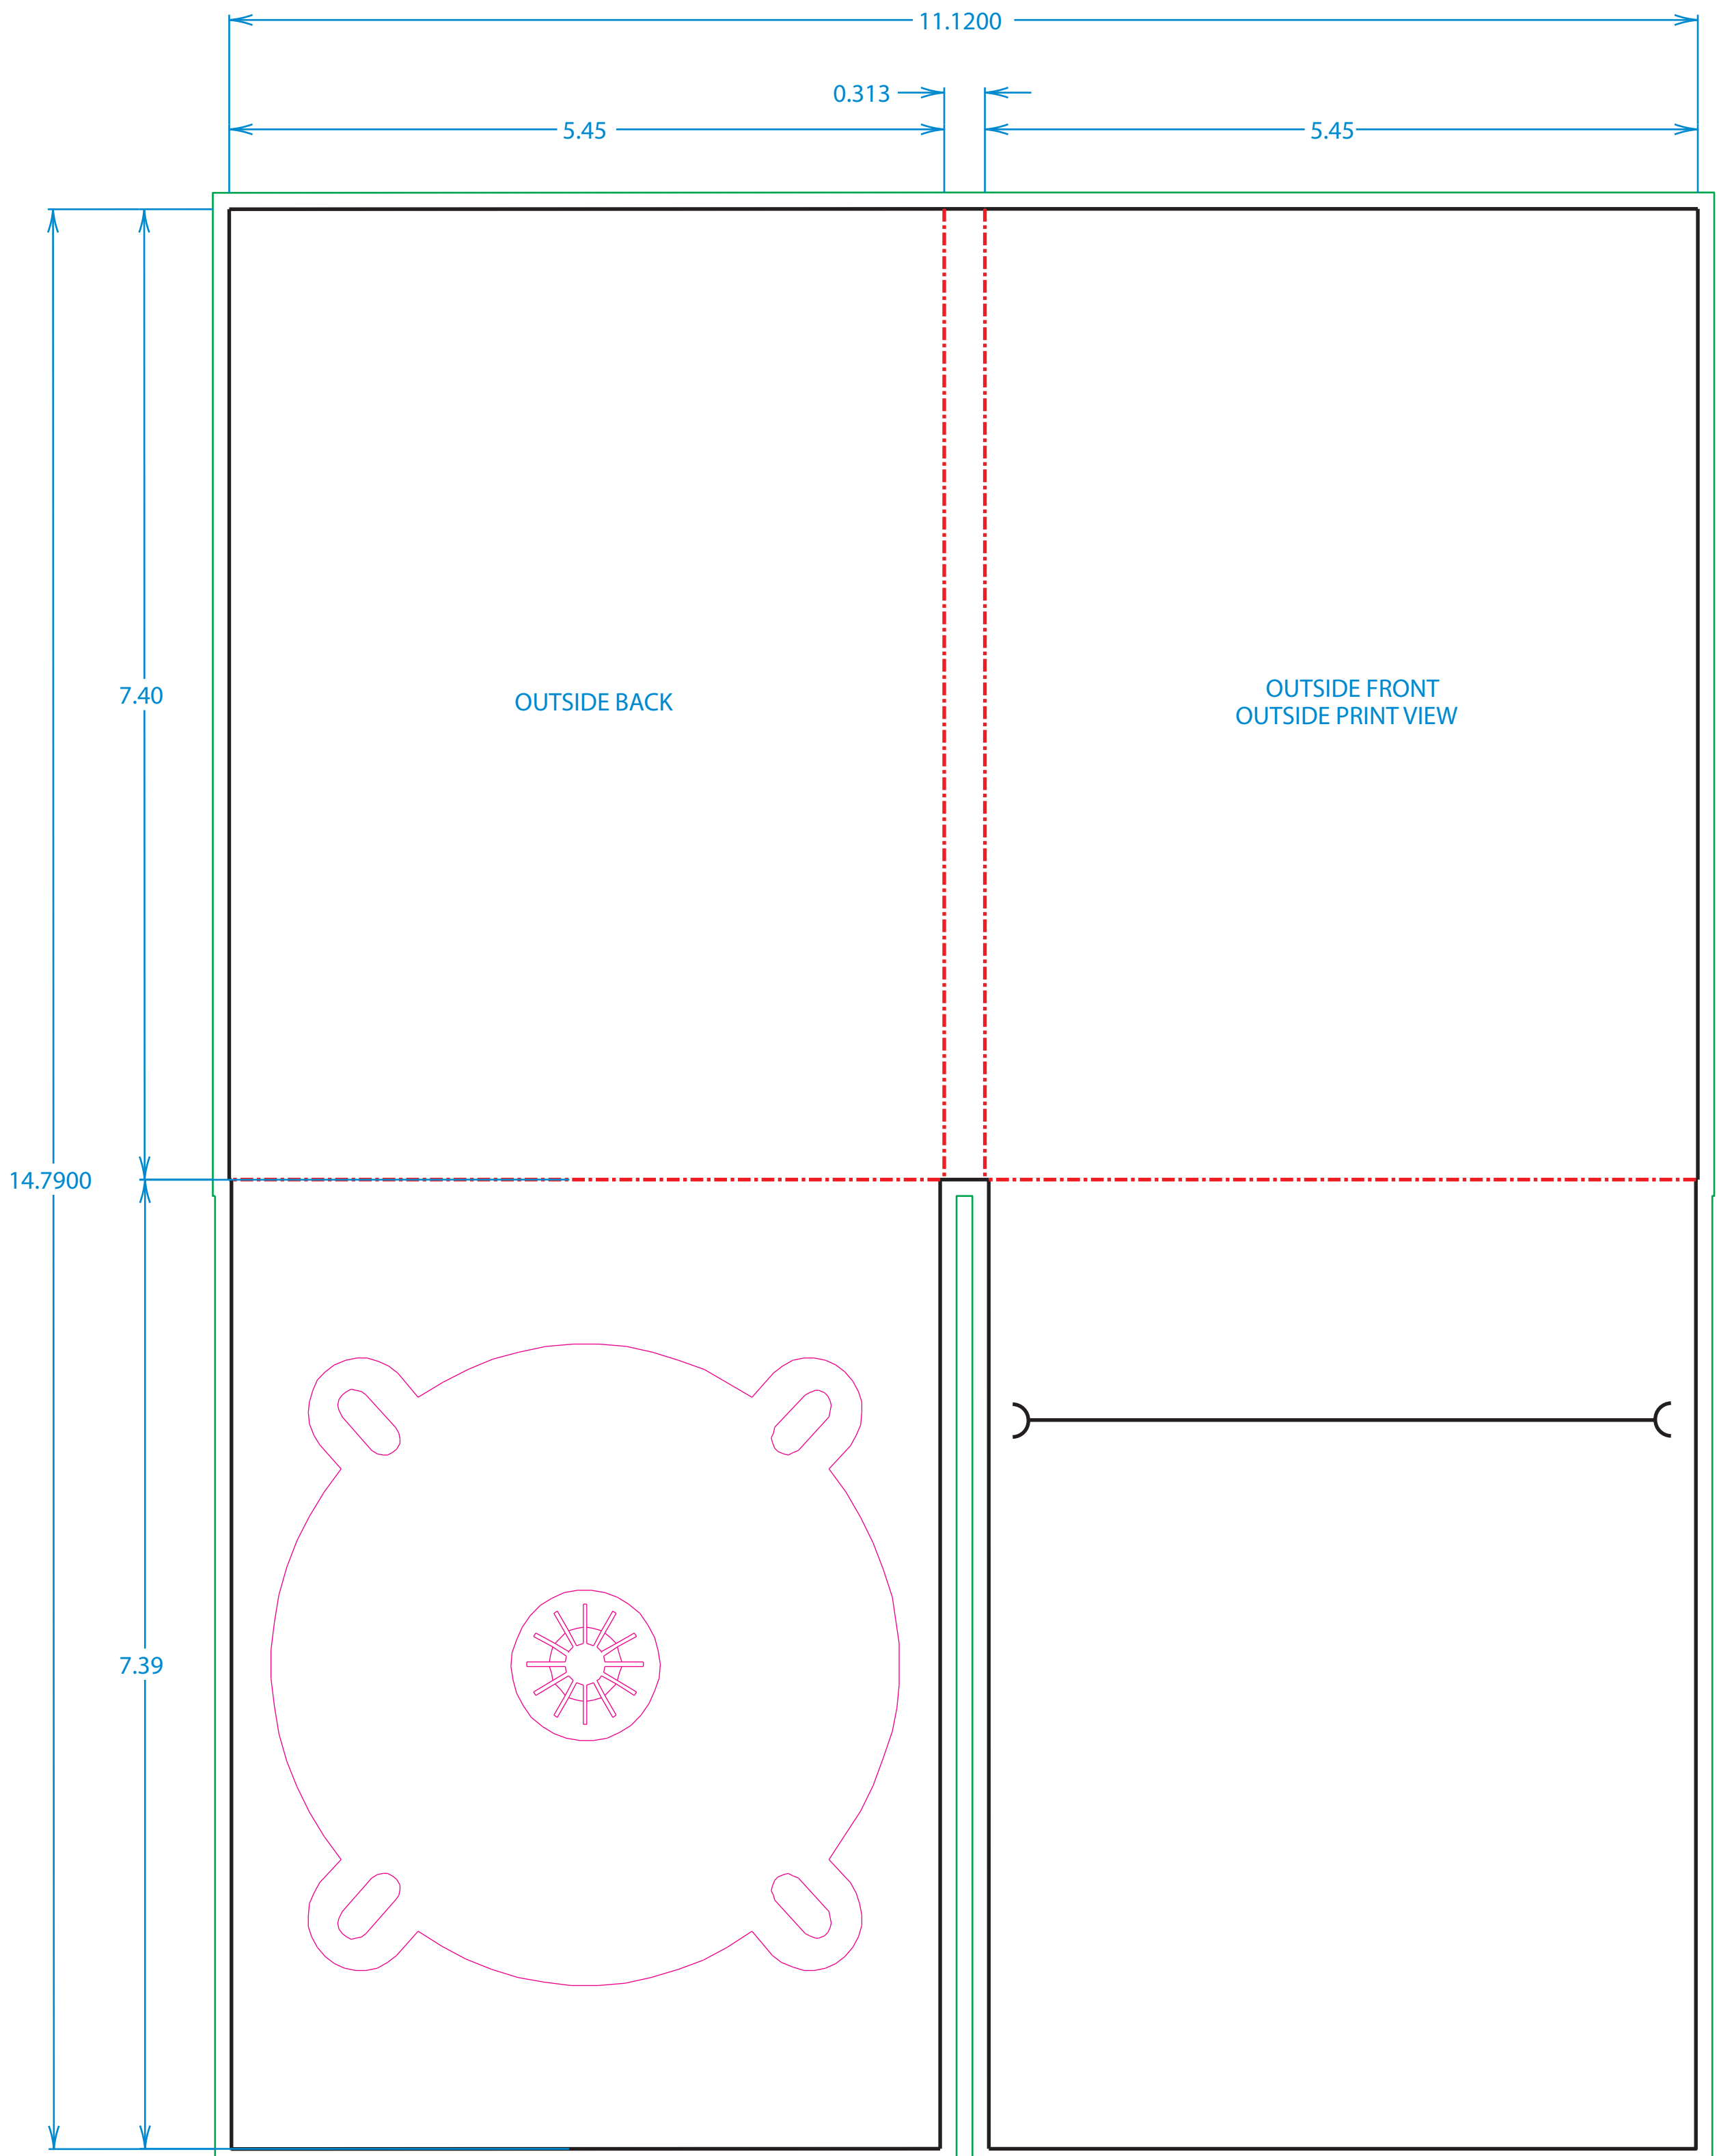 11.1200
0.313
5.45
5.45
7.40
OUTSIDE BACK
OUTSIDE FRONT
OUTSIDE PRINT VIEW
14.7900
7.39